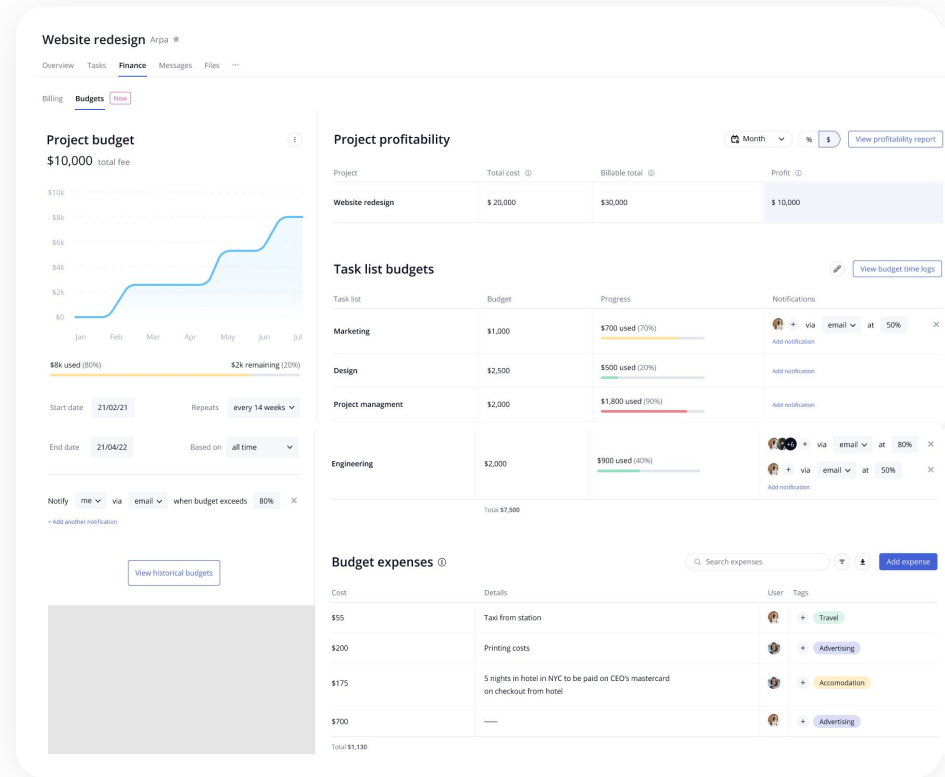 Website redesign Arpa
Overview Tasks Finance Messages Files ...
Billing Budgets New
Project budget
$10,000 total fee
$10k
$8k
$6k
$4k
$2k
$0
Jan Feb Mar Apr May Jun Jul
$8k used (80%) $2k remaining (20%)
Start date 21/02/21 Repeats every 14 weeks
End date 21/04/22 Based on all time
Notify me via email when budget exceeds 80%
+ Add another notification
View historical budgets
Project profitability Month % $ View profitability report
Project Total cost Billable total Profit
Website redesign $ 20,000 $30,000 $ 10,000
Task list budgets View budget time logs
Task list Budget Progress Notifications
Marketing $1,000 $700 used (70%) + via email at 50%
Add notification
Design $2,500 $500 used (20%) Add notification
Project managment $2,000 $1,800 used (90%) Add notification
Engineering $2,000 $900 used (40%) +6 + via email at 80%
+ via email at 50%
Add notification
Total $7,500
Budget expenses Search expenses Add expense
Cost Details User Tags
$55 Taxi from station + Travel
$200 Printing costs + Advertising
$175 5 nights in hotel in NYC to be paid on CEO's mastercard
on checkout from hotel + Accomodation
$700 — + Advertising
Total $1,130